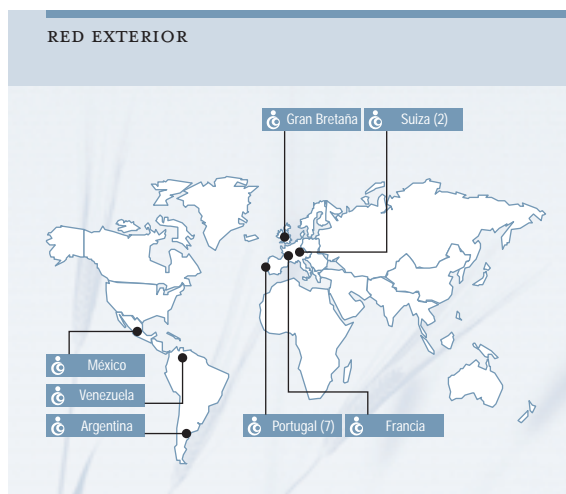 RED EXTERIOR
Gran Bretaña
Suiza (2)
México
Venezuela
Argentina
Portugal (7)
Francia